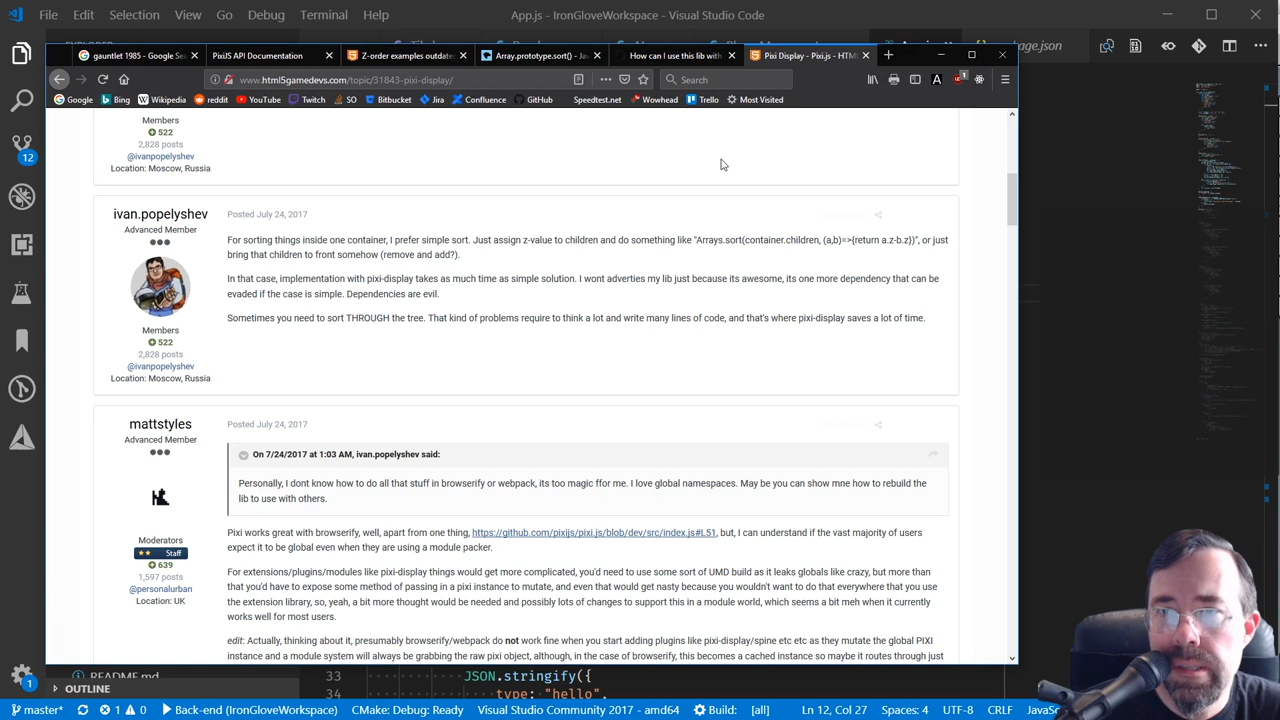 File Edit Selection View Go Debug Terminal Help App.js - IronGloveWorkspace - Visual Studio Code
gauntlet 1985 - Google Se PixiJS API Documentation Z-order examples outdate Array.prototype.sort() - Ja How can I use this lib with Pixi Display - Pixi.js - HTM
www.html5gamedevs.com/topic/31843-pixi-display/ Search
Google Bing Wikipedia reddit YouTube Twitch SO Bitbucket Jira Confluence GitHub Speedtest.net Wowhead Trello Most Visited
Members
522
2,828 posts
@ivanpopelyshev
Location: Moscow, Russia
ivan.popelyshev
Advanced Member
Posted July 24, 2017
For sorting things inside one container, I prefer simple sort. Just assign z-value to children and do something like "Arrays.sort(container.children, (a,b)=>{return a.z-b.z})", or just
bring that children to front somehow (remove and add?).
In that case, implementation with pixi-display takes as much time as simple solution. I wont adverties my lib just because its awesome, its one more dependency that can be
evaded if the case is simple. Dependencies are evil.
Sometimes you need to sort THROUGH the tree. That kind of problems require to think a lot and write many lines of code, and that's where pixi-display saves a lot of time.
Members
522
2,828 posts
@ivanpopelyshev
Location: Moscow, Russia
mattstyles
Advanced Member
Moderators
Staff
639
1,597 posts
@personalurban
Location: UK
Posted July 24, 2017
On 7/24/2017 at 1:03 AM, ivan.popelyshev said:
Personally, I dont know how to do all that stuff in browserify or webpack, its too magic ffor me. I love global namespaces. May be you can show mne how to rebuild the
lib to use with others.
Pixi works great with browserify, well, apart from one thing, https://github.com/pixijs/pixi.js/blob/dev/src/index.js#L51, but, I can understand if the vast majority of users
expect it to be global even when they are using a module packer.
For extensions/plugins/modules like pixi-display things would get more complicated, you'd need to use some sort of UMD build as it leaks globals like crazy, but more than
that you'd have to expose some method of passing in a pixi instance to mutate, and even that would get nasty because you wouldn't want to do that everywhere that you use
the extension library, so, yeah, a bit more thought would be needed and possibly lots of changes to support this in a module world, which seems a bit meh when it currently
works well for most users.
edit: Actually, thinking about it, presumably browserify/webpack do not work fine when you start adding plugins like pixi-display/spine etc etc as they mutate the global PIXI
instance and a module system will always be grabbing the raw pixi object, although, in the case of browserify, this becomes a cached instance so maybe it routes through just
README.md
OUTLINE
33 JSON.stringify({
34 type: "hello",
12
1
master* 1 0 Back-end (IronGloveWorkspace) CMake: Debug: Ready Visual Studio Community 2017 - amd64 Build: [all] Ln 12, Col 27 Spaces: 4 UTF-8 CRLF JavaS